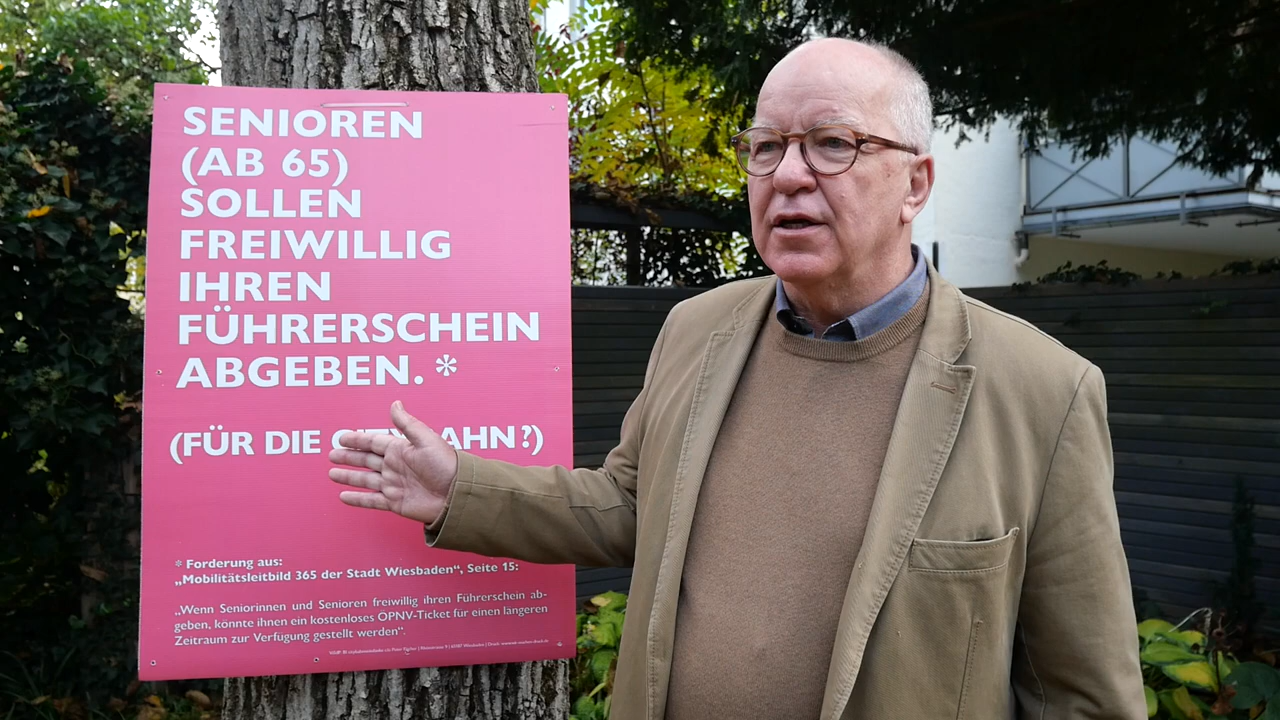 SENIOREN
(AB 65)
SOLLEN
FREIWILLIG
IHREN
FÜHRERSCHEIN
ABGEBEN. *
(FÜR DIE AHN?)
* Forderung aus:
„Mobilitätsleitbild 365 der Stadt Wiesbaden“, Seite 15:
„Wenn Seniorinnen und Senioren freiwillig ihren Führerschein ab-
geben, könnte ihnen ein kostenloses ÖPNV-Ticket für einen längeren
Zeitraum zur Verfügung gestellt werden“.